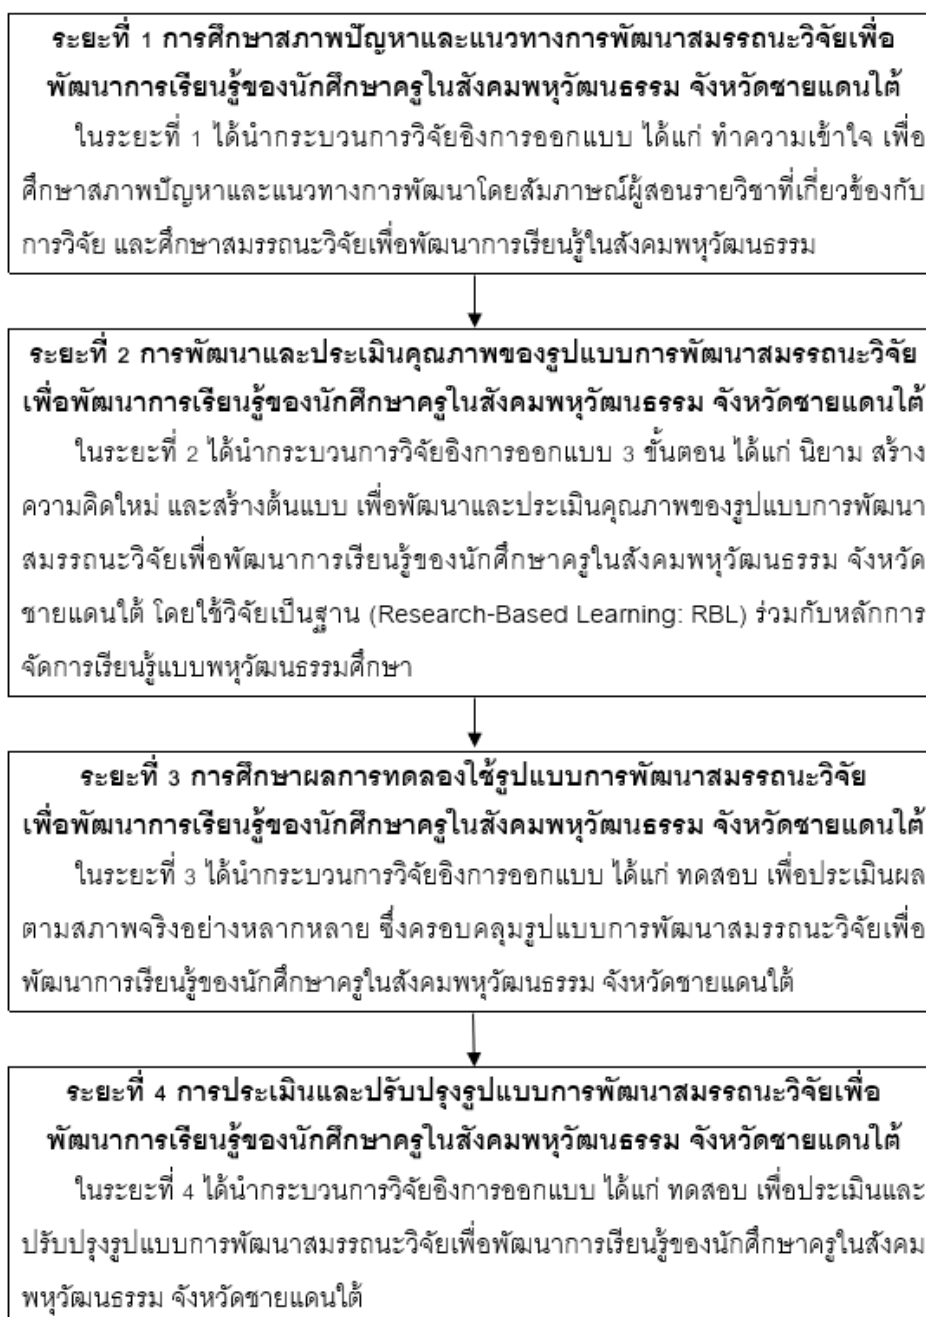 ระยะที่ 1 การศึกษาสภาพปัญหาและแนวทางการพัฒนาสมรรถนะวิจัยเพื่อ
พัฒนาการเรียนรู้ของนักศึกษาครูในสังคมพหุวัฒนธรรม จังหวัดชายแดนใต้
ในระยะที่ 1 ได้นำกระบวนการวิจัยอิงการออกแบบ ได้แก่ ทำความเข้าใจ เพื่อ
ศึกษาสภาพปัญหาและแนวทางการพัฒนาโดยสัมภาษณ์ผู้สอนรายวิชาที่เกี่ยวข้องกับ
การวิจัย และศึกษาสมรรถนะวิจัยเพื่อพัฒนาการเรียนรู้ในสังคมพหุวัฒนธรรม
ระยะที่ 2 การพัฒนาและประเมินคุณภาพของรูปแบบการพัฒนาสมรรถนะวิจัย
เพื่อพัฒนาการเรียนรู้ของนักศึกษาครูในสังคมพหุวัฒนธรรม จังหวัดชายแดนใต้
ในระยะที่ 2 ได้นำกระบวนการวิจัยอิงการออกแบบ 3 ขั้นตอน ได้แก่ นิยาม สร้าง
ความคิดใหม่ และสร้างต้นแบบ เพื่อพัฒนาและประเมินคุณภาพของรูปแบบการพัฒนา
สมรรถนะวิจัยเพื่อพัฒนาการเรียนรู้ของนักศึกษาครูในสังคมพหุวัฒนธรรม จังหวัด
ชายแดนใต้ โดยใช้วิจัยเป็นฐาน (Research-Based Learning: RBL) ร่วมกับหลักการ
จัดการเรียนรู้แบบพหุวัฒนธรรมศึกษา
ระยะที่ 3 การศึกษาผลการทดลองใช้รูปแบบการพัฒนาสมรรถนะวิจัย
เพื่อพัฒนาการเรียนรู้ของนักศึกษาครูในสังคมพหุวัฒนธรรม จังหวัดชายแดนใต้
ในระยะที่ 3 ได้นำกระบวนการวิจัยอิงการออกแบบ ได้แก่ ทดสอบ เพื่อประเมินผล
ตามสภาพจริงอย่างหลากหลาย ซึ่งครอบคลุมรูปแบบการพัฒนาสมรรถนะวิจัยเพื่อ
พัฒนาการเรียนรู้ของนักศึกษาครูในสังคมพหุวัฒนธรรม จังหวัดชายแดนใต้
ระยะที่ 4 การประเมินและปรับปรุงรูปแบบการพัฒนาสมรรถนะวิจัยเพื่อ
พัฒนาการเรียนรู้ของนักศึกษาครูในสังคมพหุวัฒนธรรม จังหวัดชายแดนใต้
ในระยะที่ 4 ได้นำกระบวนการวิจัยอิงการออกแบบ ได้แก่ ทดสอบ เพื่อประเมินและ
ปรับปรุงรูปแบบการพัฒนาสมรรถนะวิจัยเพื่อพัฒนาการเรียนรู้ของนักศึกษาครูในสังคม
พหุวัฒนธรรม จังหวัดชายแดนใต้